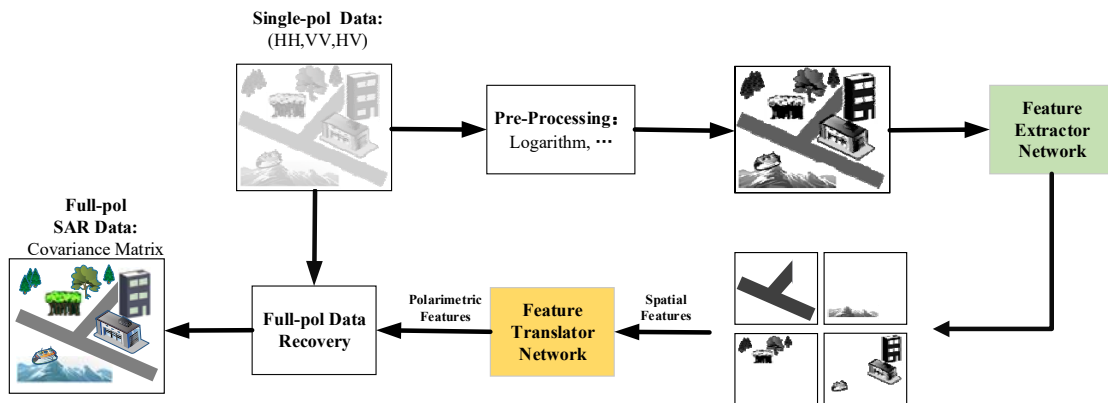 Single-pol Data:
(HH,VV,HV)
Pre-Processing:
Logarithm, ···
Feature
Extractor
Network
Full-pol
SAR Data:
Covariance Matrix
Full-pol Data
Recovery
Polarimetric
Features
Feature
Translator
Network
Spatial
Features